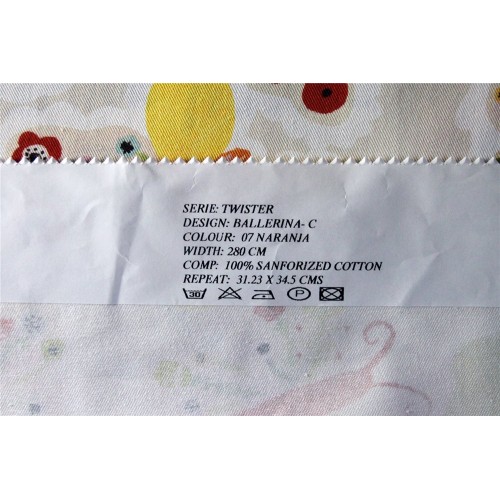 SERIE: TWISTER
DESIGN: BALLERINA- C
COLOUR: 07 NARANJA
WIDTH: 280 CM
COMP: 100% SANFORIZED COTTON
REPEAT: 31.23 X 34.5 CMS
30 P